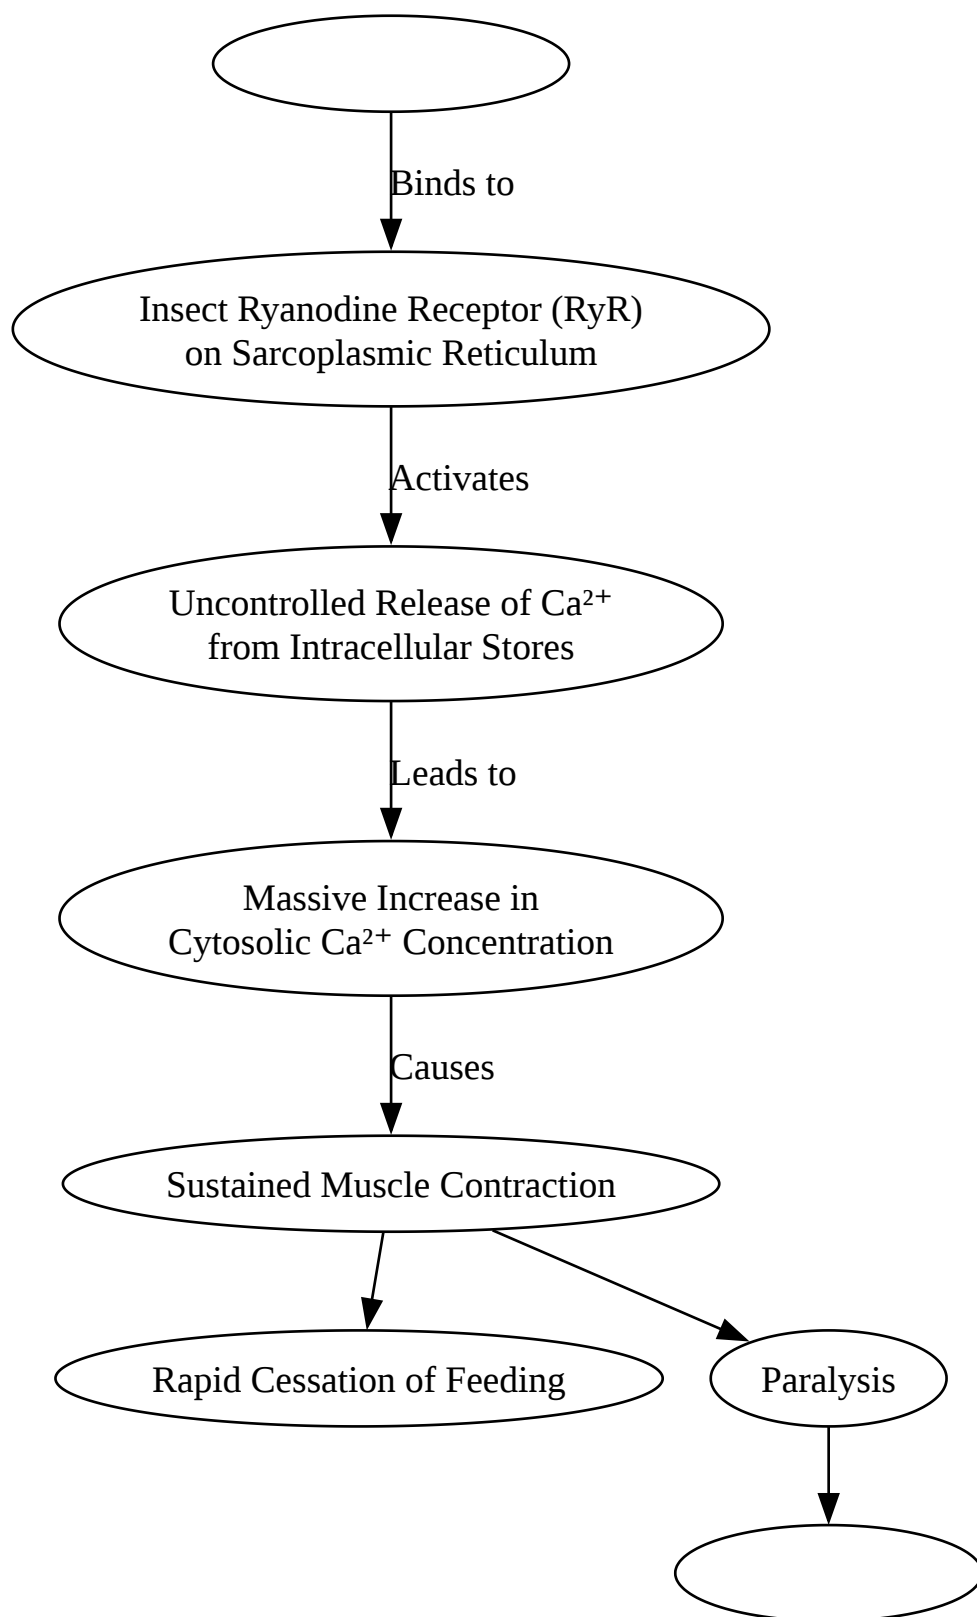 Binds to
Insect Ryanodine Receptor (RyR)
on Sarcoplasmic Reticulum
Activates
Uncontrolled Release of Ca²⁺
from Intracellular Stores
Leads to
Massive Increase in
Cytosolic Ca²⁺ Concentration
Causes
Sustained Muscle Contraction
Rapid Cessation of Feeding
Paralysis